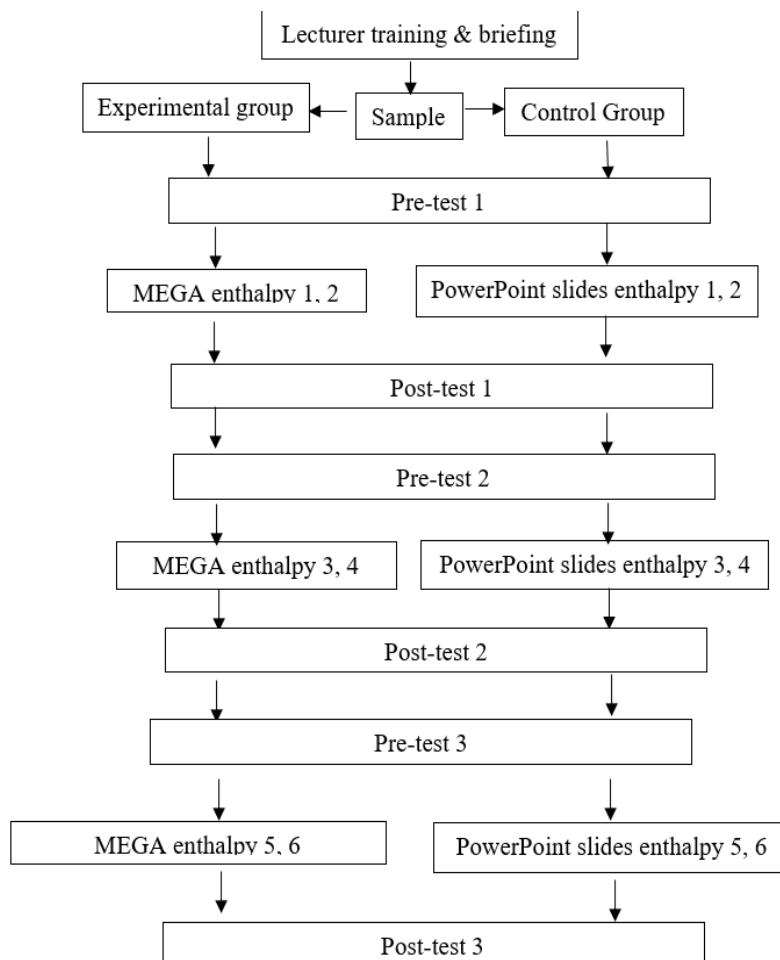 Lecturer training & briefing
Experimental group
Sample
Control Group
Pre-test 1
MEGA enthalpy 1, 2
PowerPoint slides enthalpy 1, 2
Post-test 1
Pre-test 2
MEGA enthalpy 3, 4
PowerPoint slides enthalpy 3, 4
Post-test 2
Pre-test 3
MEGA enthalpy 5, 6
PowerPoint slides enthalpy 5, 6
Post-test 3